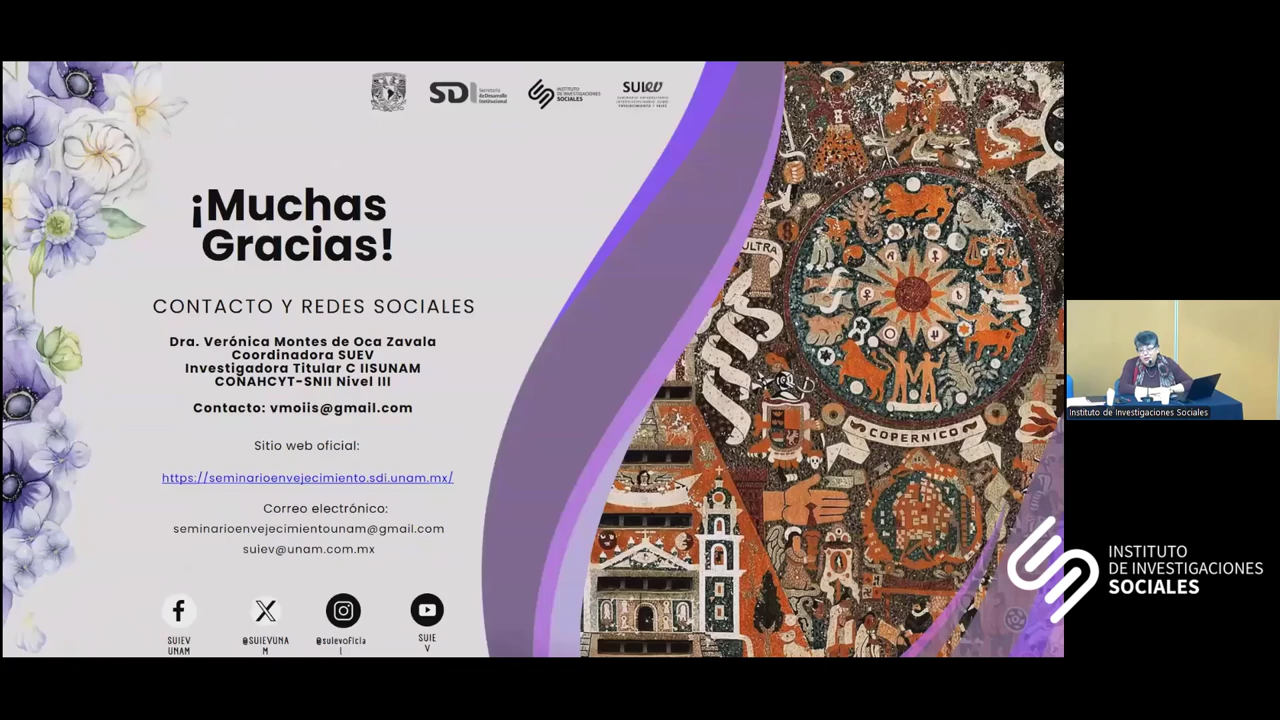 SDI
Secretaría
de Desarrollo
Institucional
INSTITUTO
DE INVESTIGACIONES
SOCIALES
SUIEV
¡Muchas
Gracias!
CONTACTO Y REDES SOCIALES
Dra. Verónica Montes de Oca Zavala
Coordinadora SUEV
Investigadora Titular C IISUNAM
CONAHCYT-SNII Nivel III
Contacto: vmoiis@gmail.com
Sitio web oficial:
https://seminarioenvejecimiento.sdi.unam.mx/
Correo electrónico:
seminarioenvejecimientounam@gmail.com
suiev@unam.com.mx
SUIEV
UNAM
@SUIEVUNA
M
@suievoficia
l
SUIE
V
ULTRA
COPERNICO
Instituto de Investigaciones Sociales
INSTITUTO
DE INVESTIGACIONES
SOCIALES